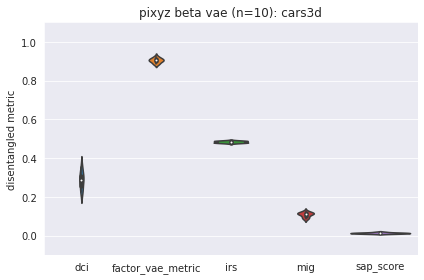 pixyz beta vae (n=10): cars3d
disentangled metric
1.0
0.8
0.6
0.4
0.2
0.0
dci factor_vae_metric irs mig sap_score